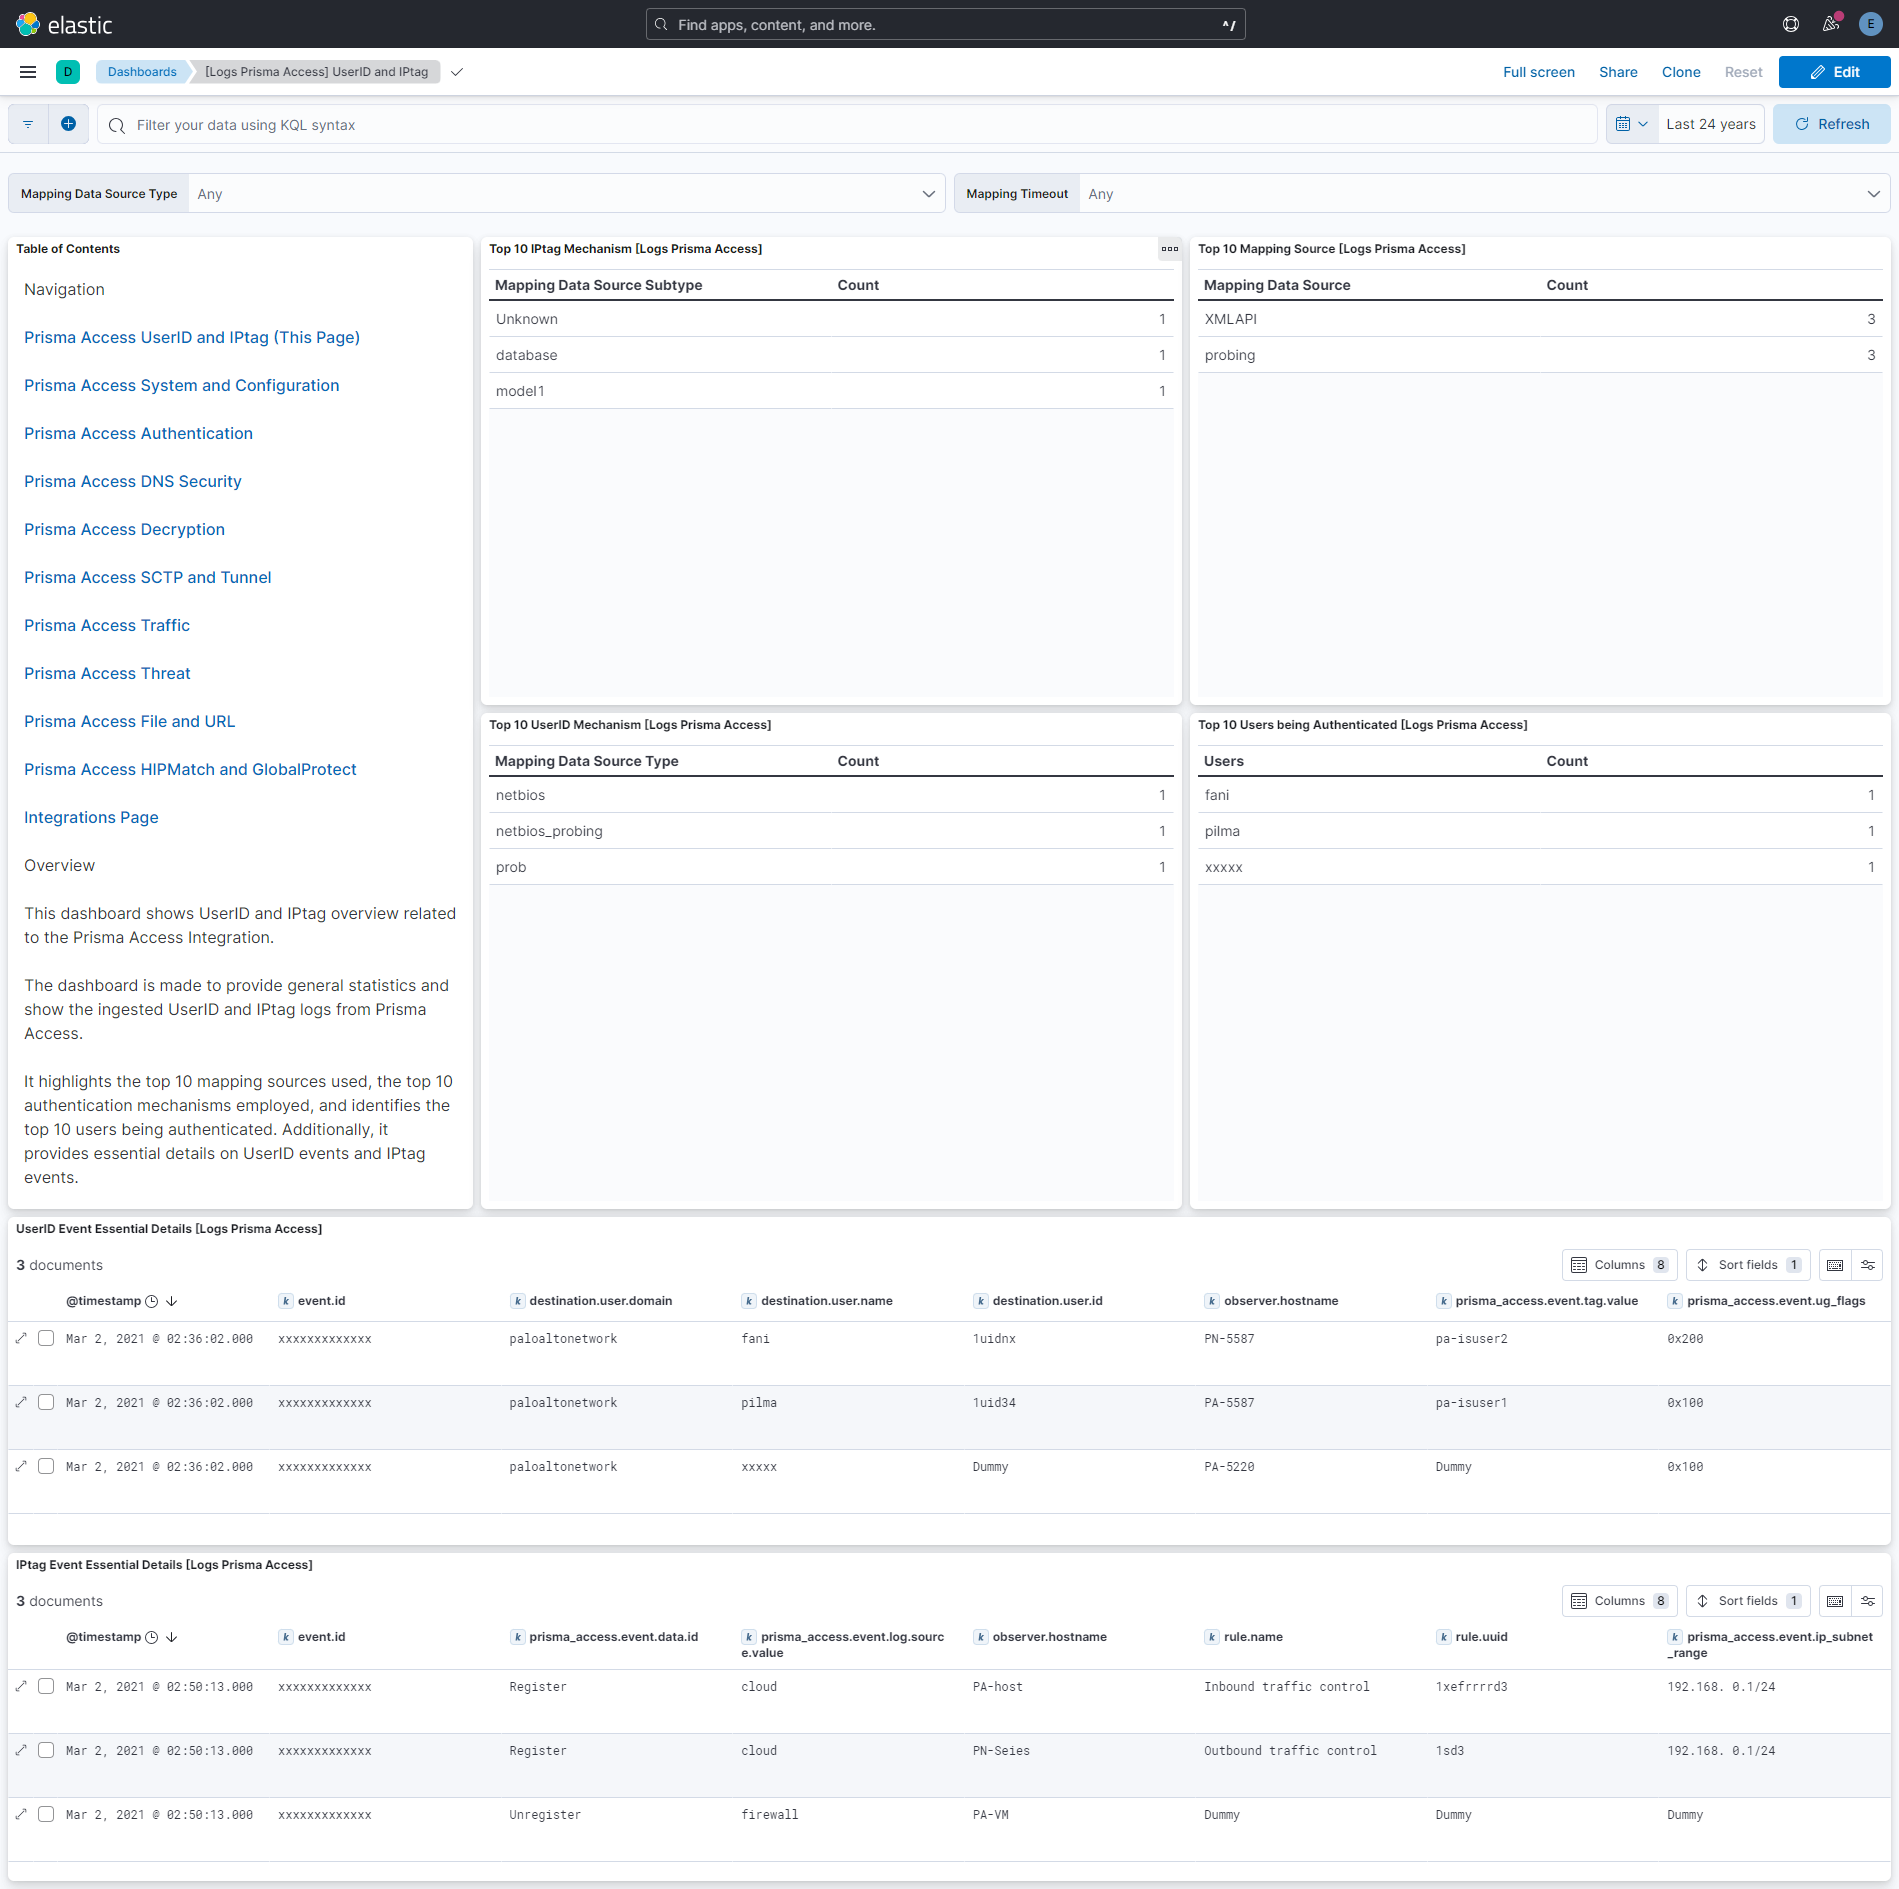 elastic
Find apps, content, and more.
^/
E
D
Dashboards
[Logs Prisma Access] UserID and IPtag
Full screen
Share
Clone
Reset
Edit
Filter your data using KQL syntax
Last 24 years
Refresh
Mapping Data Source Type
Any
Mapping Timeout
Any
Table of Contents
Navigation
Prisma Access UserID and IPtag (This Page)
Prisma Access System and Configuration
Prisma Access Authentication
Prisma Access DNS Security
Prisma Access Decryption
Prisma Access SCTP and Tunnel
Prisma Access Traffic
Prisma Access Threat
Prisma Access File and URL
Prisma Access HIPMatch and GlobalProtect
Integrations Page
Overview
This dashboard shows UserID and IPtag overview related
to the Prisma Access Integration.
The dashboard is made to provide general statistics and
show the ingested UserID and IPtag logs from Prisma
Access.
It highlights the top 10 mapping sources used, the top 10
authentication mechanisms employed, and identifies the
top 10 users being authenticated. Additionally, it
provides essential details on UserID events and IPtag
events.
Top 10 IPtag Mechanism [Logs Prisma Access]
Mapping Data Source Subtype Count
Unknown 1
database 1
model1 1
Top 10 Mapping Source [Logs Prisma Access]
Mapping Data Source Count
XMLAPI 3
probing 3
Top 10 UserID Mechanism [Logs Prisma Access]
Mapping Data Source Type Count
netbios 1
netbios_probing 1
prob 1
Top 10 Users being Authenticated [Logs Prisma Access]
Users Count
fani 1
pilma 1
xxxxx 1
UserID Event Essential Details [Logs Prisma Access]
3 documents
Columns 8
Sort fields 1
@timestamp k event.id k destination.user.domain k destination.user.name k destination.user.id k observer.hostname k prisma_access.event.tag.value k prisma_access.event.ug_flags
Mar 2, 2021 @ 02:36:02.000 xxxxxxxxxxxxx paloaltonetwork fani 1uidnx PN-5587 pa-isuser2 0x200
Mar 2, 2021 @ 02:36:02.000 xxxxxxxxxxxxx paloaltonetwork pilma 1uid34 PA-5587 pa-isuser1 0x100
Mar 2, 2021 @ 02:36:02.000 xxxxxxxxxxxxx paloaltonetwork xxxxx Dummy PA-5220 Dummy 0x100
IPtag Event Essential Details [Logs Prisma Access]
3 documents
Columns 8
Sort fields 1
@timestamp k event.id k prisma_access.event.data.id k prisma_access.event.log.sourc k observer.hostname k rule.name k rule.uuid k prisma_access.event.ip_subnet
e.value _range
Mar 2, 2021 @ 02:50:13.000 xxxxxxxxxxxxx Register cloud PA-host Inbound traffic control 1xefrrrrd3 192.168. 0.1/24
Mar 2, 2021 @ 02:50:13.000 xxxxxxxxxxxxx Register cloud PN-Seies Outbound traffic control 1sd3 192.168. 0.1/24
Mar 2, 2021 @ 02:50:13.000 xxxxxxxxxxxxx Unregister firewall PA-VM Dummy Dummy Dummy